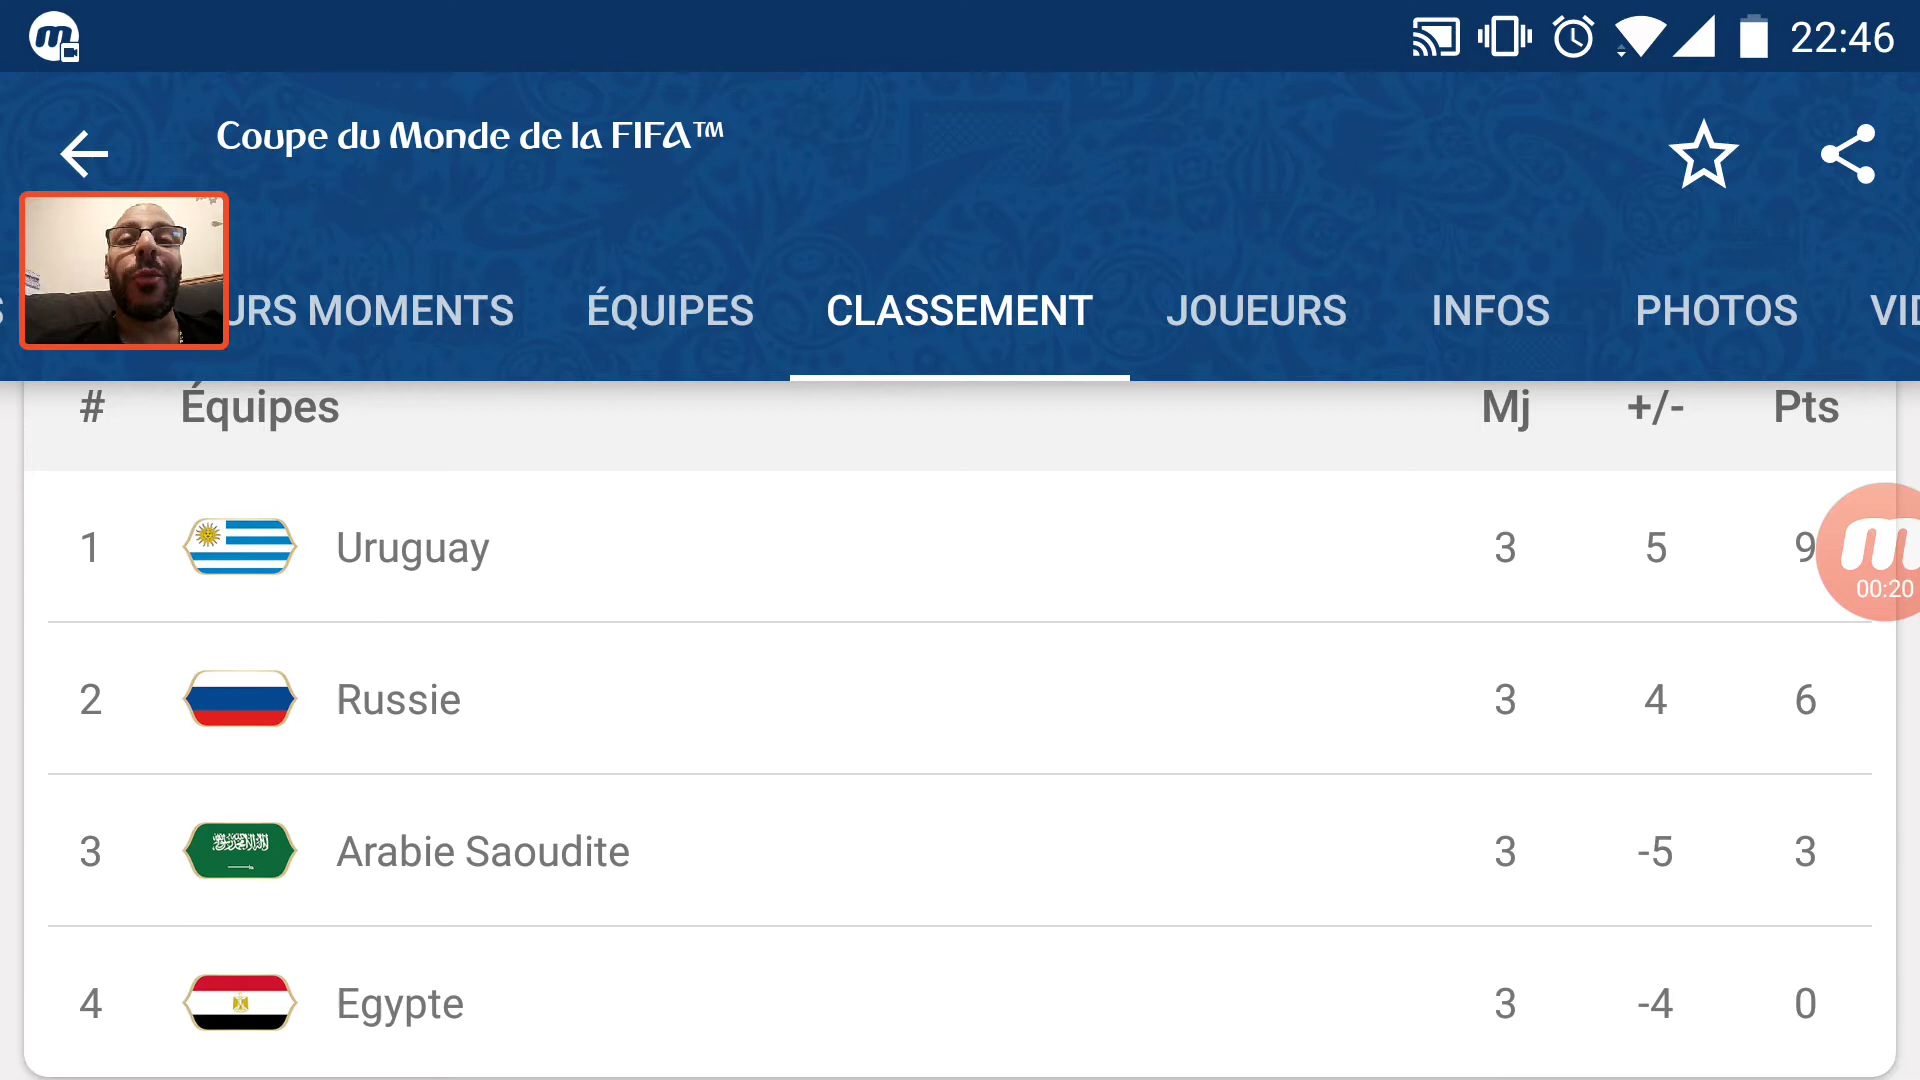 22:46
Coupe du Monde de la FIFA™
URS MOMENTS ÉQUIPES CLASSEMENT JOUEURS INFOS PHOTOS VID
# Équipes Mj +/- Pts
1 Uruguay 3 5 9
00:20
2 Russie 3 4 6
3 Arabie Saoudite 3 -5 3
4 Egypte 3 -4 0